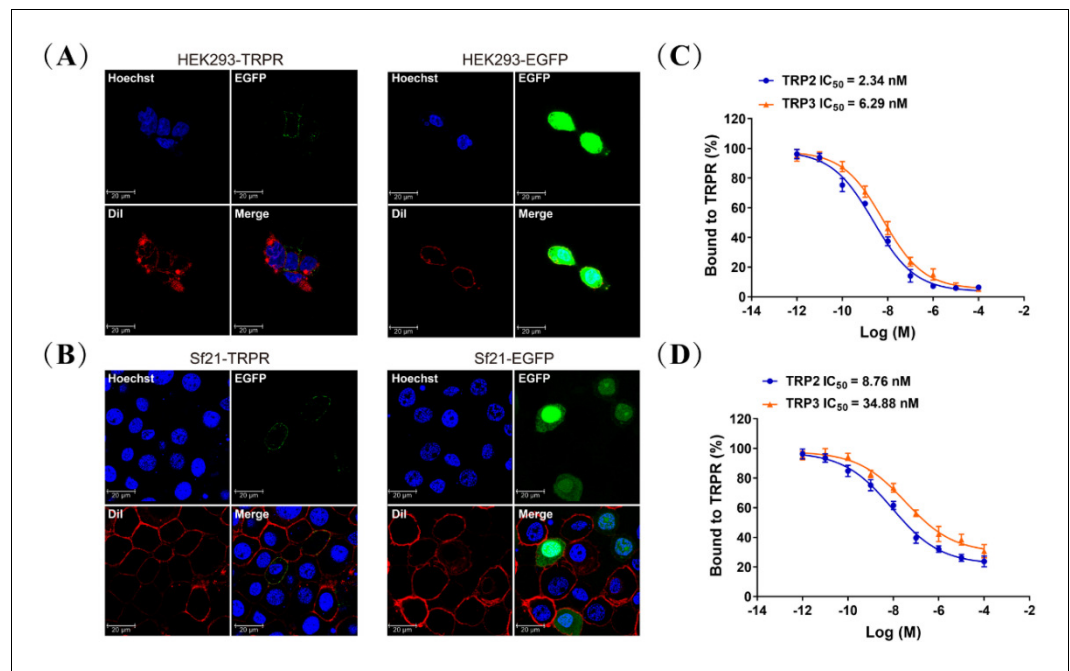 (A)
HEK293-TRPR
HEK293-EGFP
Hoechst
EGFP
Hoechst
EGFP
20 μm
20 μm
20 μm
20 μm
DiI
Merge
DiI
Merge
20 μm
20 μm
20 μm
20 μm
(B)
Sf21-TRPR
Sf21-EGFP
Hoechst
EGFP
Hoechst
EGFP
20 μm
20 μm
20 μm
20 μm
DiI
Merge
DiI
Merge
20 μm
20 μm
20 μm
20 μm
(C)
TRP2 IC50 = 2.34 nM
TRP3 IC50 = 6.29 nM
Bound to TRPR (%)
120
100
80
60
40
20
0
-14 -12 -10 -8 -6 -4 -2
Log (M)
(D)
TRP2 IC50 = 8.76 nM
TRP3 IC50 = 34.88 nM
Bound to TRPR (%)
120
100
80
60
40
20
0
-14 -12 -10 -8 -6 -4 -2
Log (M)